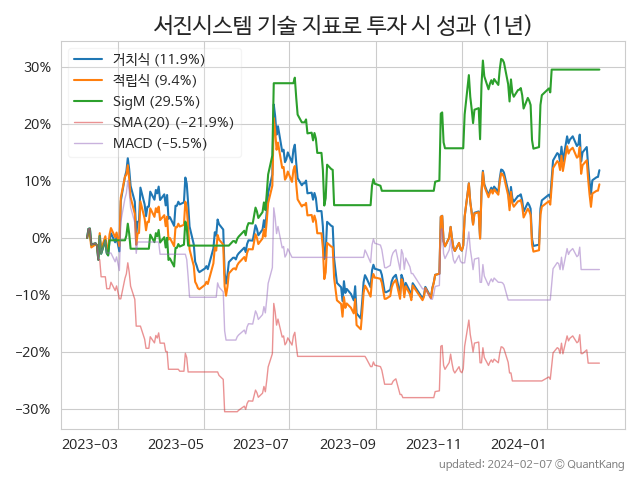 서진시스템 기술 지표로 투자 시 성과 (1년)
거치식 (11.9%)
적립식 (9.4%)
SigM (29.5%)
SMA(20) (−21.9%)
MACD (−5.5%)
30%
20%
10%
0%
−10%
−20%
−30%
2023-03 2023-05 2023-07 2023-09 2023-11 2024-01
updated: 2024-02-07 © QuantKang